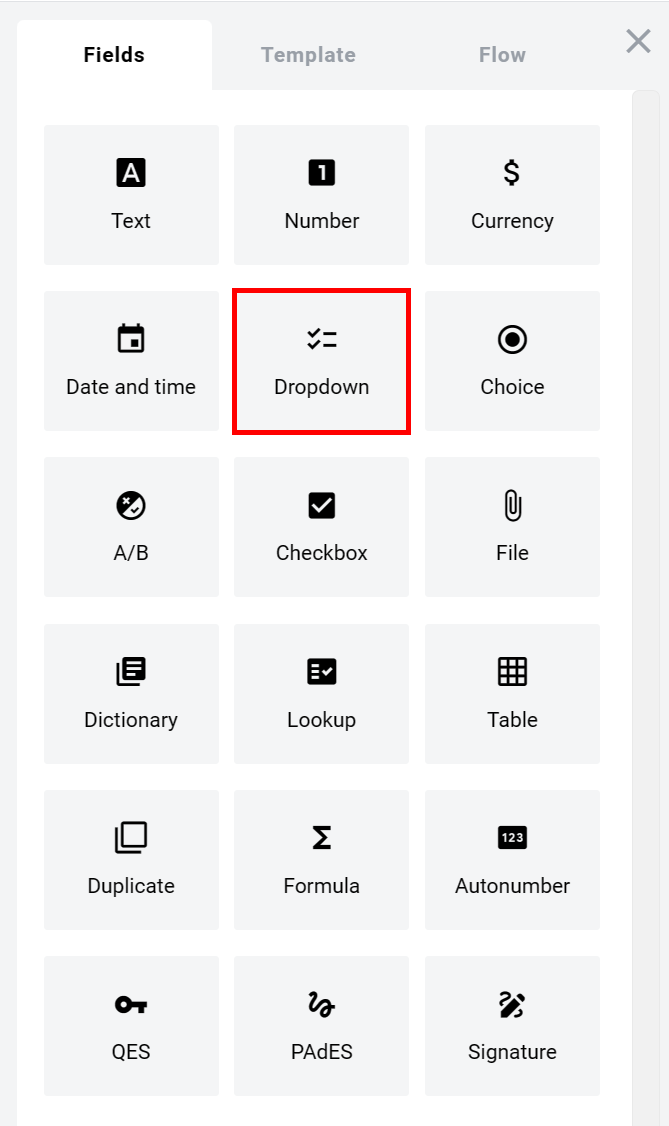 Fields Template Flow
A 1 $
Text Number Currency
Date and time Dropdown Choice
A/B Checkbox File
Dictionary Lookup Table
Σ 123
Duplicate Formula Autonumber
QES PAdES Signature